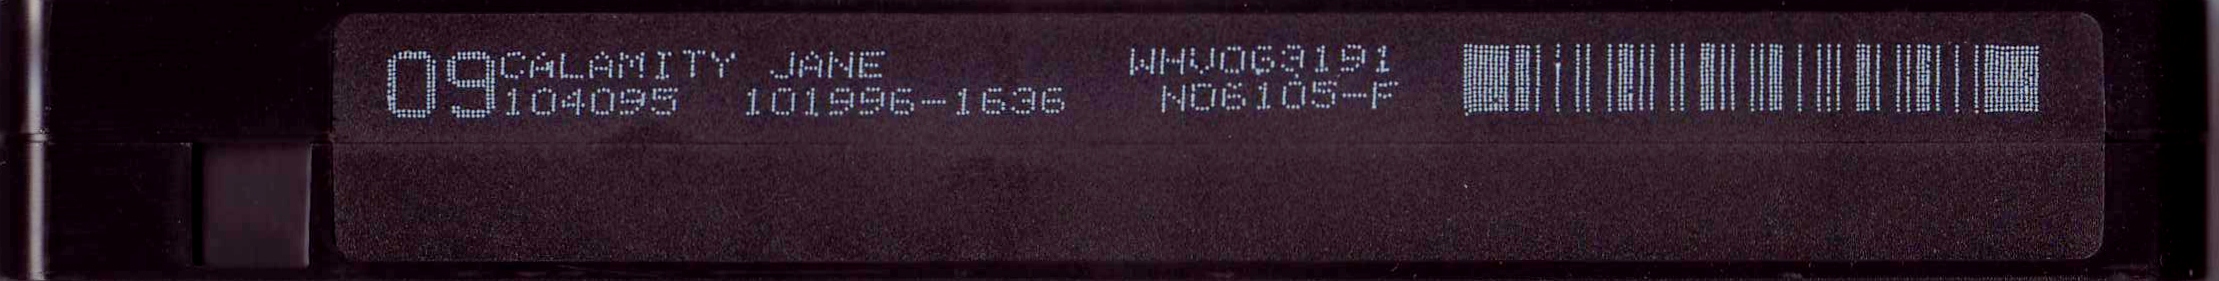 09 CALAMITY JANE WHV063191
104095 101996-1636 N06105-F